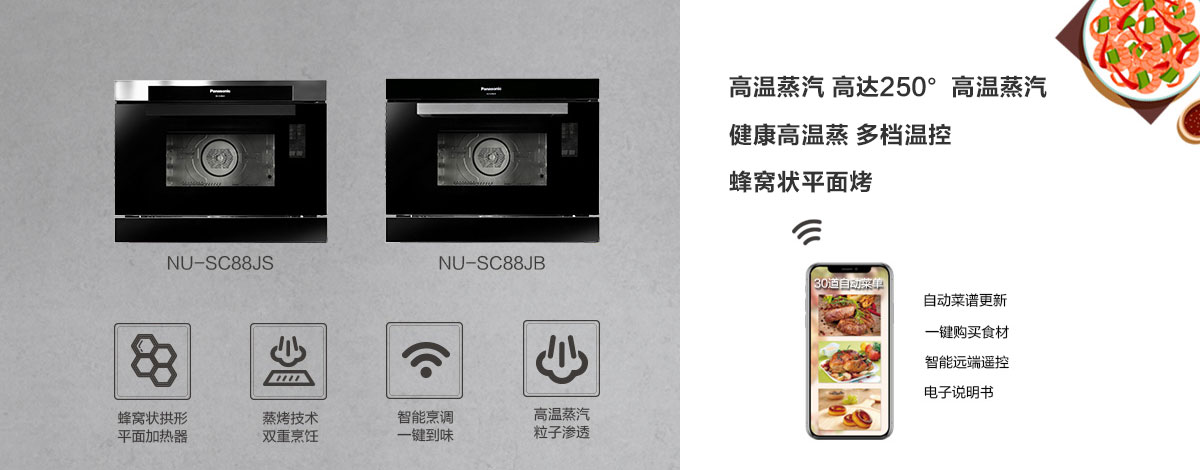 Panasonic
Panasonic
NU-SC88JS
NU-SC88JB
蜂窝状拱形
平面加热器
蒸烤技术
双重烹饪
智能烹调
一键到味
高温蒸汽
粒子渗透
高温蒸汽 高达250° 高温蒸汽
健康高温蒸 多档温控
蜂窝状平面烤
30道自动菜单
自动菜谱更新
一键购买食材
智能远端遥控
电子说明书